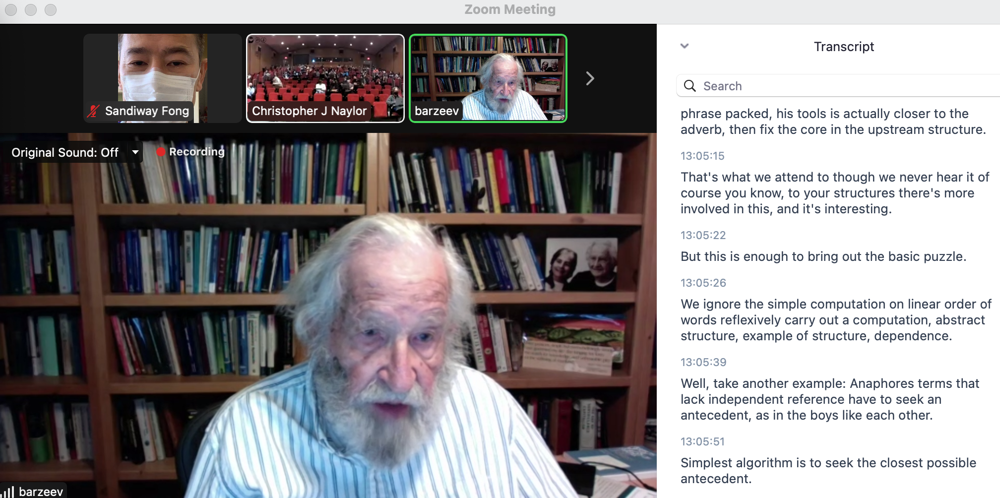 Zoom Meeting
Sandiway Fong
Christopher J Naylor
barzeev
Original Sound: Off
Recording
barzeev
Transcript
Search
phrase packed, his tools is actually closer to the
adverb, then fix the core in the upstream structure.
13:05:15
That's what we attend to though we never hear it of
course you know, to your structures there's more
involved in this, and it's interesting.
13:05:22
But this is enough to bring out the basic puzzle.
13:05:26
We ignore the simple computation on linear order of
words reflexively carry out a computation, abstract
structure, example of structure, dependence.
13:05:39
Well, take another example: Anaphores terms that
lack independent reference have to seek an
antecedent, as in the boys like each other.
13:05:51
Simplest algorithm is to seek the closest possible
antecedent.